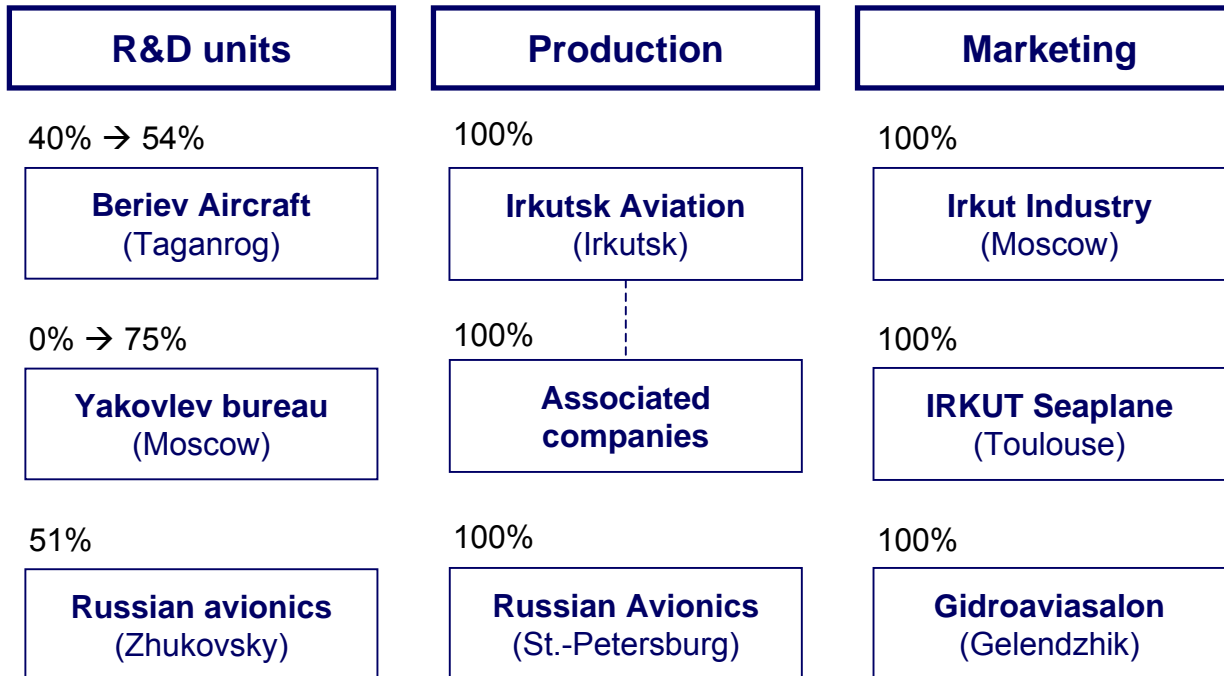 R&D units
Production
Marketing
40% → 54%
100%
100%
Beriev Aircraft
(Taganrog)
Irkutsk Aviation
(Irkutsk)
Irkut Industry
(Moscow)
0% → 75%
100%
100%
Yakovlev bureau
(Moscow)
Associated
companies
IRKUT Seaplane
(Toulouse)
51%
100%
100%
Russian avionics
(Zhukovsky)
Russian Avionics
(St.-Petersburg)
Gidroaviasalon
(Gelendzhik)